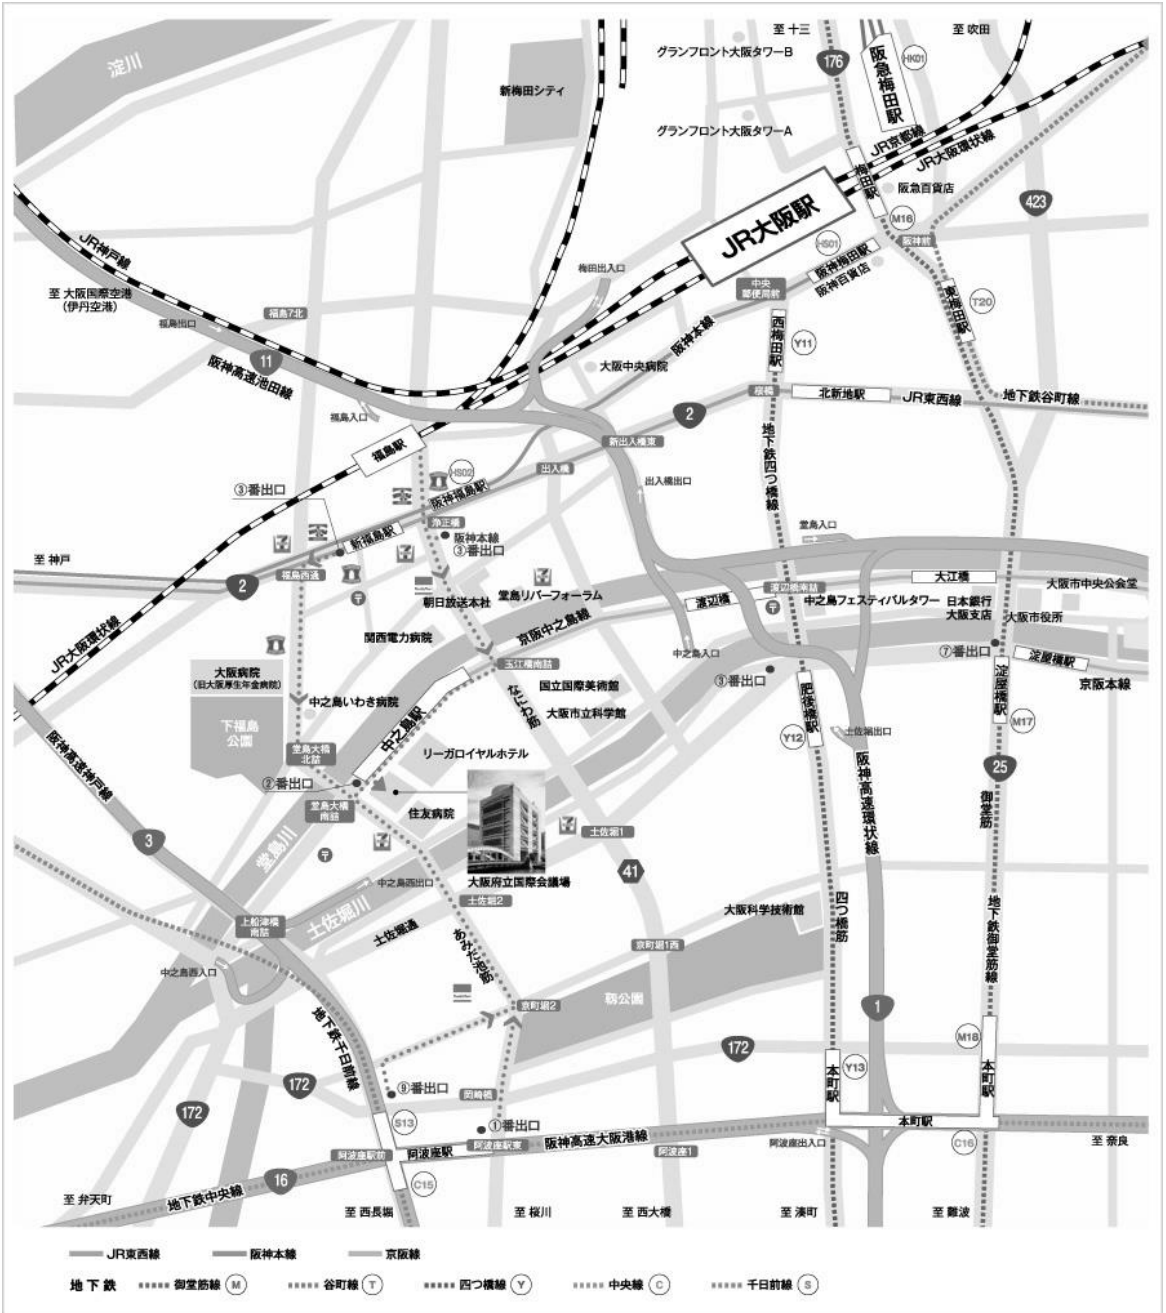 至 十三
至 吹田
グランフロント大阪タワーB
176
阪急梅田駅
HK01
淀川
新梅田シティ
グランフロント大阪タワーA
JR京都線
JR大阪環状線
梅田駅
阪急百貨店
423
JR大阪駅
M16
HS01
阪神前
JR神戸線
梅田出入口
阪神梅田駅
阪神百貨店
至 大阪国際空港
(伊丹空港)
中央
郵便局前
東梅田駅
T20
福島出口
福島7北
阪神本線
西梅田駅
Y11
11
阪神高速池田線
大阪中央病院
桜橋
北新地駅
JR東西線
地下鉄谷町線
福島入口
2
地下鉄四つ橋線
福島駅
新出入橋東
HS02
出入橋
③番出口
阪神福島駅
出入橋出口
浄正橋
阪神本線
③番出口
新福島駅
堂島入口
至 神戸
2
福島西通
大江橋
大阪市中央公会堂
朝日放送本社
堂島リバーフォーラム
渡辺橋南詰
渡辺橋
中之島フェスティバルタワー
日本銀行
大阪支店
大阪市役所
JR大阪環状線
関西電力病院
京阪中之島線
中之島入口
⑦番出口
淀屋橋駅
大阪病院
(旧大阪厚生年金病院)
玉江橋南詰
国立国際美術館
③番出口
淀屋橋駅
京阪本線
中之島いわき病院
なにわ筋
大阪市立科学館
肥後橋駅
Y12
M17
下福島
公園
中之島駅
土佐堀出口
阪神高速神戸線
堂島大橋
北詰
リーガロイヤルホテル
25
②番出口
阪神高速環状線
御堂筋
堂島大橋
南詰
住友病院
3
堂島川
土佐堀1
41
中之島西出口
大阪府立国際会議場
土佐堀2
大阪科学技術館
四つ橋筋
地下鉄御堂筋線
上船津橋
南詰
土佐堀川
土佐堀通
あみだ池筋
京町堀1西
中之島西入口
靭公園
京町堀2
1
地下鉄千日前線
M18
172
172
⑨番出口
岡崎橋
本町駅
Y13
本町駅
172
S13
①番出口
本町駅
阿波座駅前
阿波座駅
阿波座駅東
阪神高速大阪港線
阿波座1
阿波座出入口
C16
至 奈良
16
C15
至 弁天町
地下鉄中央線
至 西長堀
至 桜川
至 西大橋
至 湊町
至 難波
JR東西線
阪神本線
京阪線
地下鉄
御堂筋線 M
谷町線 T
四つ橋線 Y
中央線 C
千日前線 S